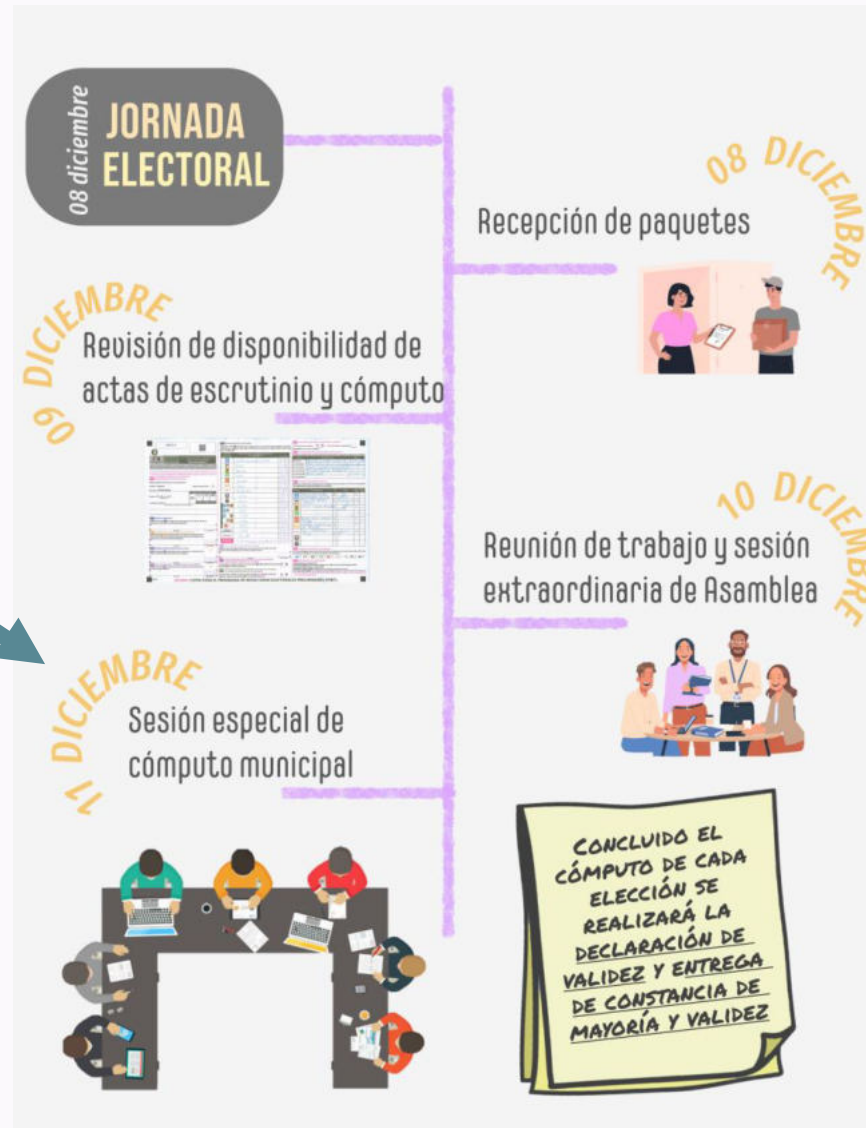 08 diciembre
JORNADA
ELECTORAL
08 DICIEMBRE
Recepción de paquetes
09 DICIEMBRE
Revisión de disponibilidad de
actas de escrutinio y cómputo
10 DICIEMBRE
Reunión de trabajo y sesión
extraordinaria de Asamblea
11 DICIEMBRE
Sesión especial de
cómputo municipal
CONCLUIDO EL
CÓMPUTO DE CADA
ELECCIÓN SE
REALIZARÁ LA
DECLARACIÓN DE
VALIDEZ Y ENTREGA
DE CONSTANCIA DE
MAYORÍA Y VALIDEZ